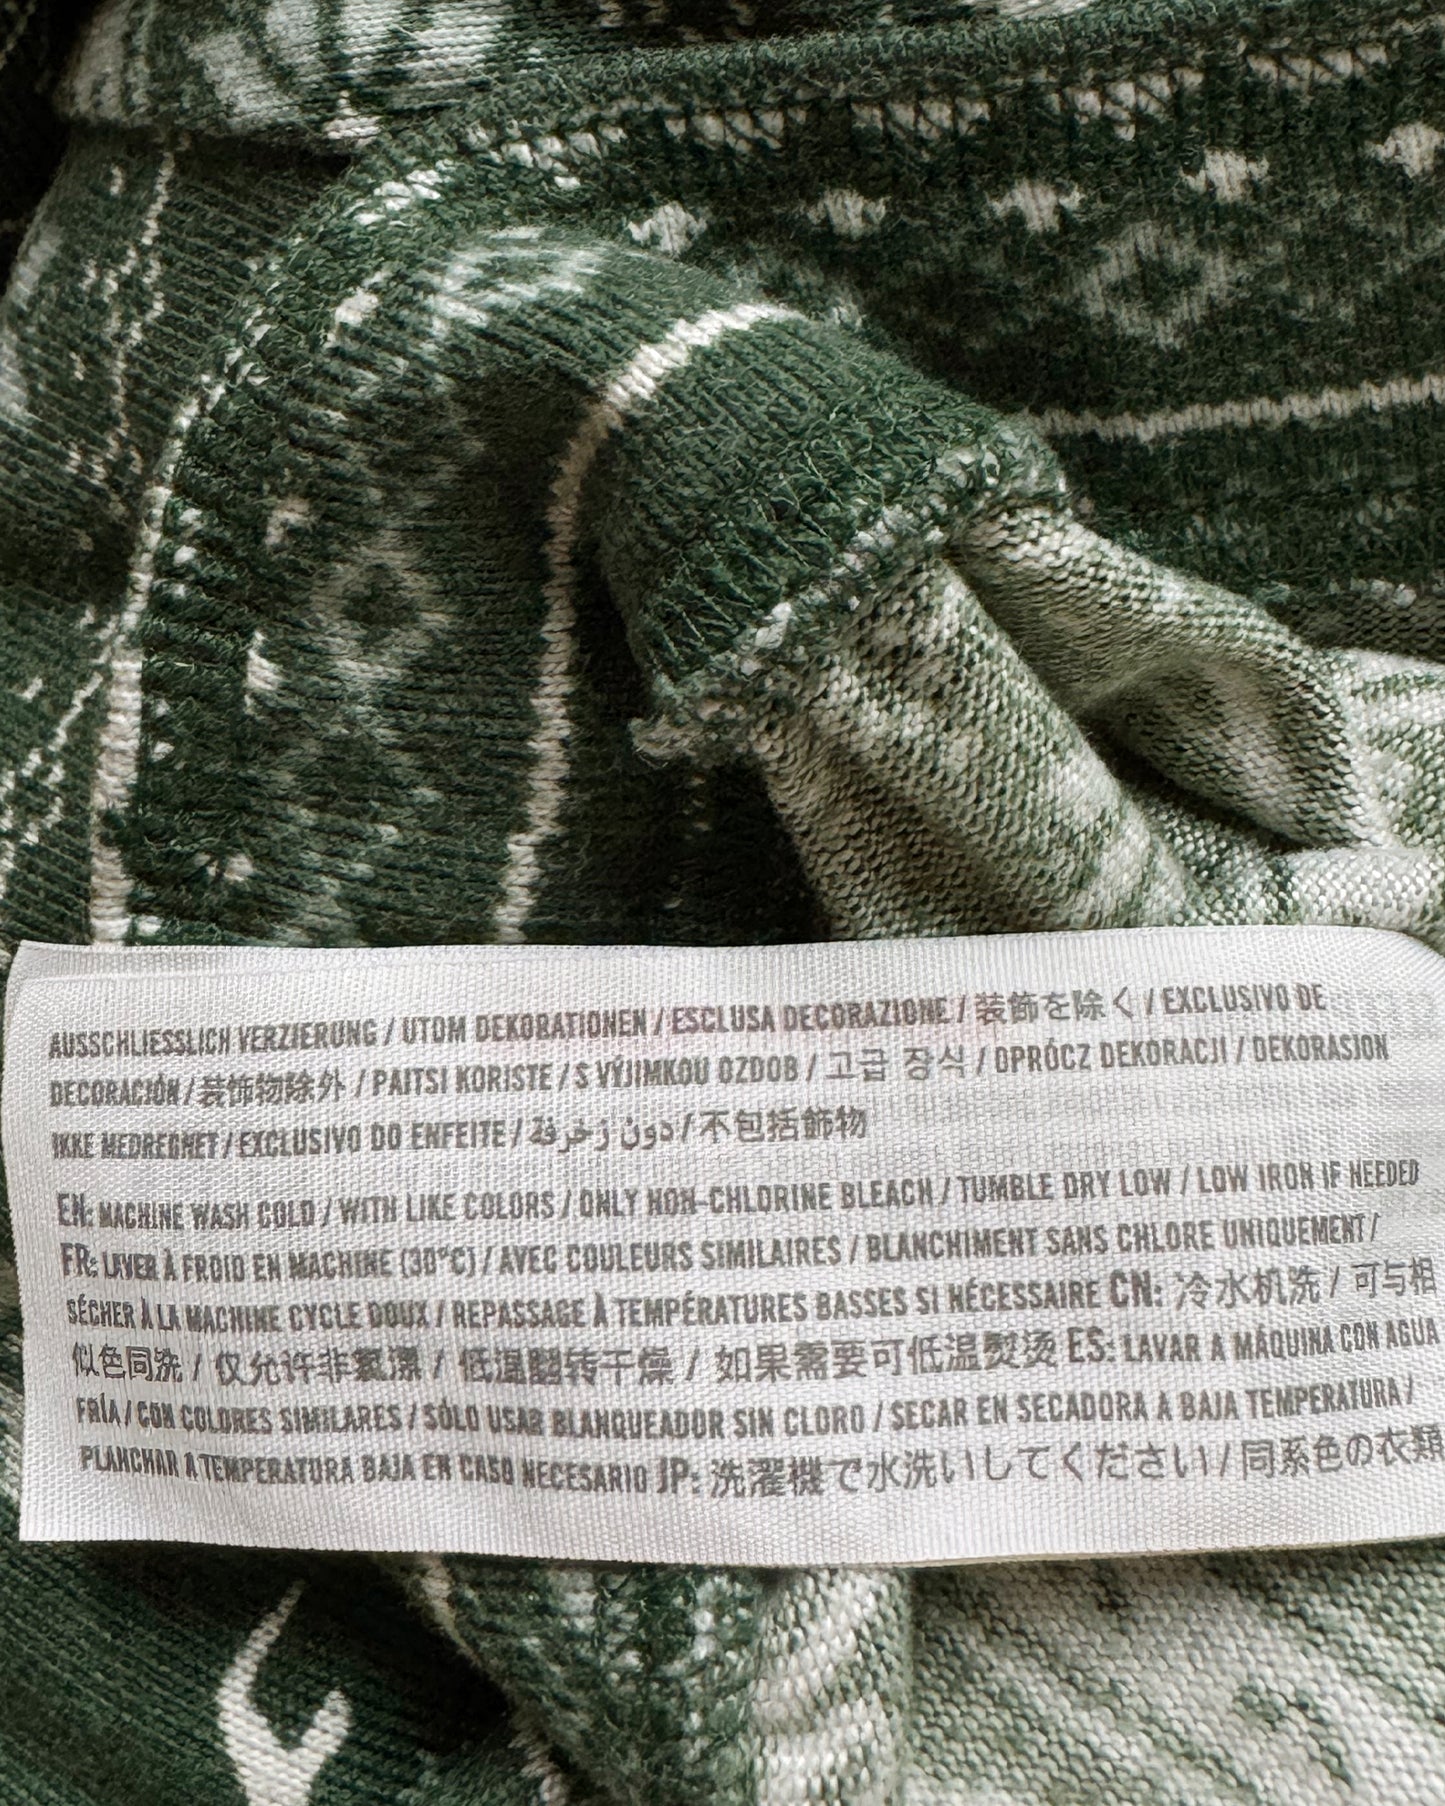 AUSSCHLIESSLICH VERZIERUNG / UTOM DEKORATIONEN / ESCLUSA DECORAZIONE / 装飾を除く / EXCLUSIVO DE
DECORACIÓN / 装飾物除外 / PAITSI KORISTE / S VÝJIMKOU OZDOB / 고급 장식 / OPRÓCZ DEKORACJI / DEKORASJON
IKKE MEDREGNET / EXCLUSIVO DO ENFEITE / دون زخرفة / 不包括飾物
EN: MACHINE WASH COLD / WITH LIKE COLORS / ONLY NON-CHLORINE BLEACH / TUMBLE DRY LOW / LOW IRON IF NEEDED
FR: LAVER À FROID EN MACHINE (30°C) / AVEC COULEURS SIMILAIRES / BLANCHIMENT SANS CHLORE UNIQUEMENT /
SÉCHER À LA MACHINE CYCLE DOUX / REPASSAGE À TEMPÉRATURES BASSES SI NÉCESSAIRE CN: 冷水机洗 / 可与相
似色同洗 / 仅允许非氯漂 / 低温翻转干燥 / 如果需要可低温熨烫 ES: LAVAR A MÁQUINA CON AGUA
FRÍA / CON COLORES SIMILARES / SÓLO USAR BLANQUEADOR SIN CLORO / SECAR EN SECADORA A BAJA TEMPERATURA /
PLANCHAR A TEMPERATURA BAJA EN CASO NECESARIO JP: 洗濯機で水洗いしてください / 同系色の衣類